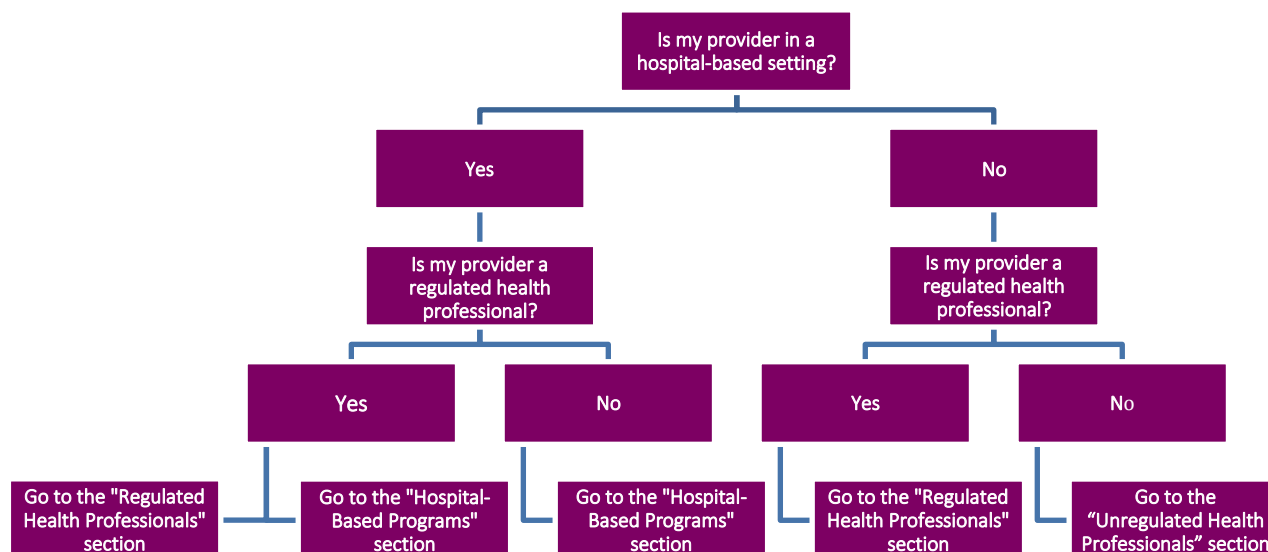 Is my provider in a
hospital-based setting?
Yes
No
Is my provider a
regulated health
professional?
Is my provider a
regulated health
professional?
Yes
No
Yes
No
Go to the "Regulated
Health Professionals"
section
Go to the "Hospital-
Based Programs"
section
Go to the "Hospital-
Based Programs"
section
Go to the "Regulated
Health Professionals"
section
Go to the
“Unregulated Health
Professionals” section